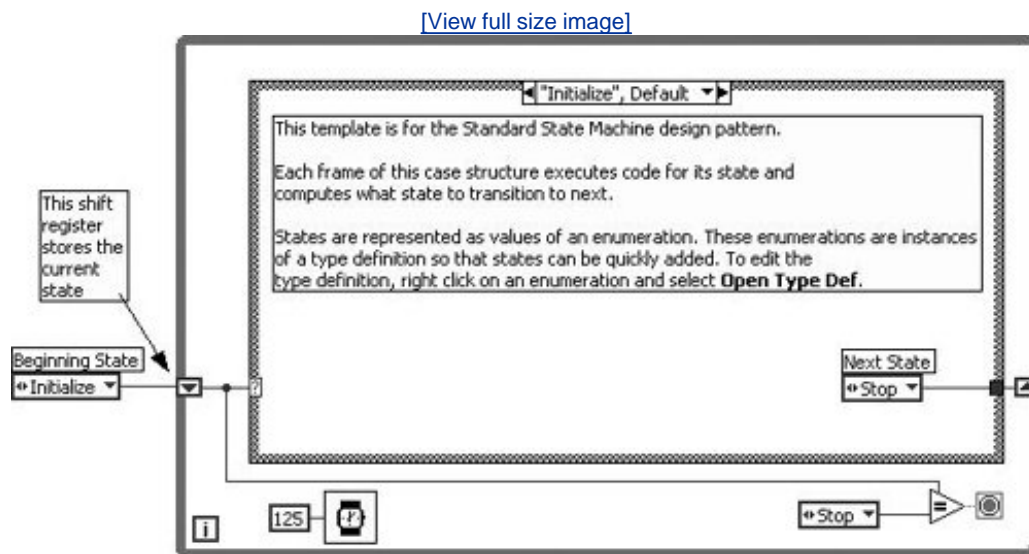 [View full size image]
"Initialize", Default
This template is for the Standard State Machine design pattern.
Each frame of this case structure executes code for its state and
computes what state to transition to next.
States are represented as values of an enumeration. These enumerations are instances
of a type definition so that states can be quickly added. To edit the
type definition, right click on an enumeration and select Open Type Def.
This shift
register
stores the
current
state
Beginning State
Initialize
?
Next State
Stop
i
125
Stop
=